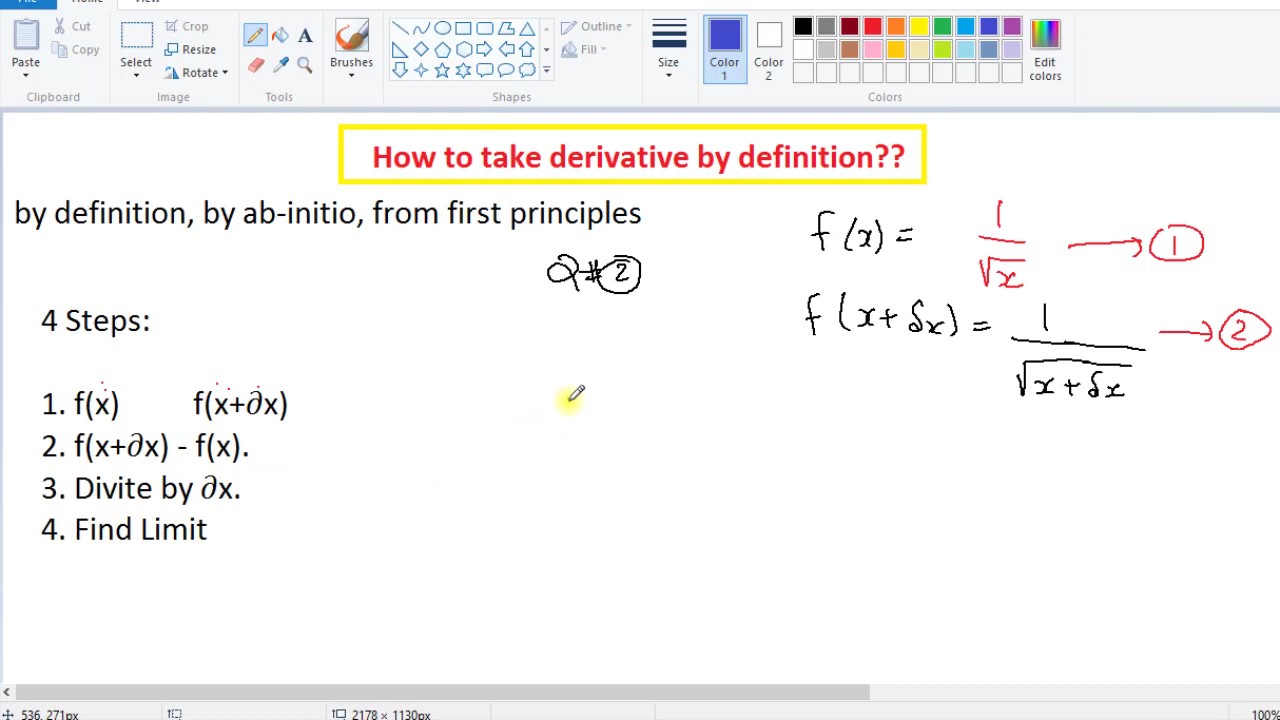 File Home View
Cut
Copy
Paste
Clipboard
Select
Crop
Resize
Rotate
Image
A
Tools
Brushes
Outline
Fill
Shapes
Size
Color 1
Color 2
Edit colors
Colors
How to take derivative by definition??
by definition, by ab-initio, from first principles
Q#2
f(x) = 1/√x → 1
f(x+δx) = 1/√x+δx → 2
4 Steps:
1. f(x) f(x+∂x)
2. f(x+∂x) - f(x).
3. Divite by ∂x.
4. Find Limit
536, 271px
2178 × 1130px
100%